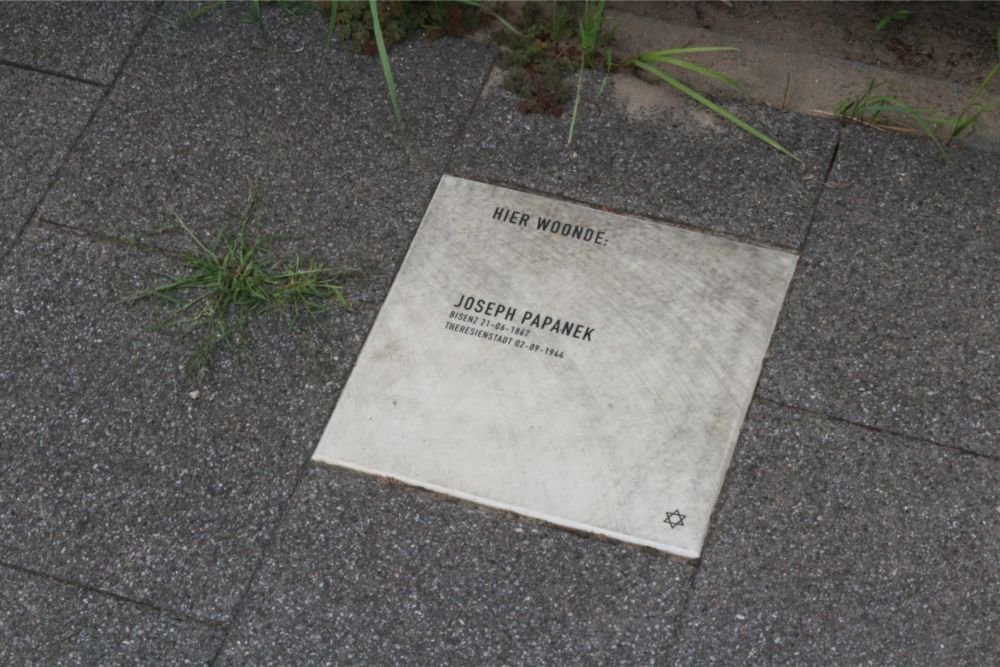 HIER WOONDE:
JOSEPH PAPANEK
BISENZ 21-06-1867
THERESIENSTADT 02-09-1944